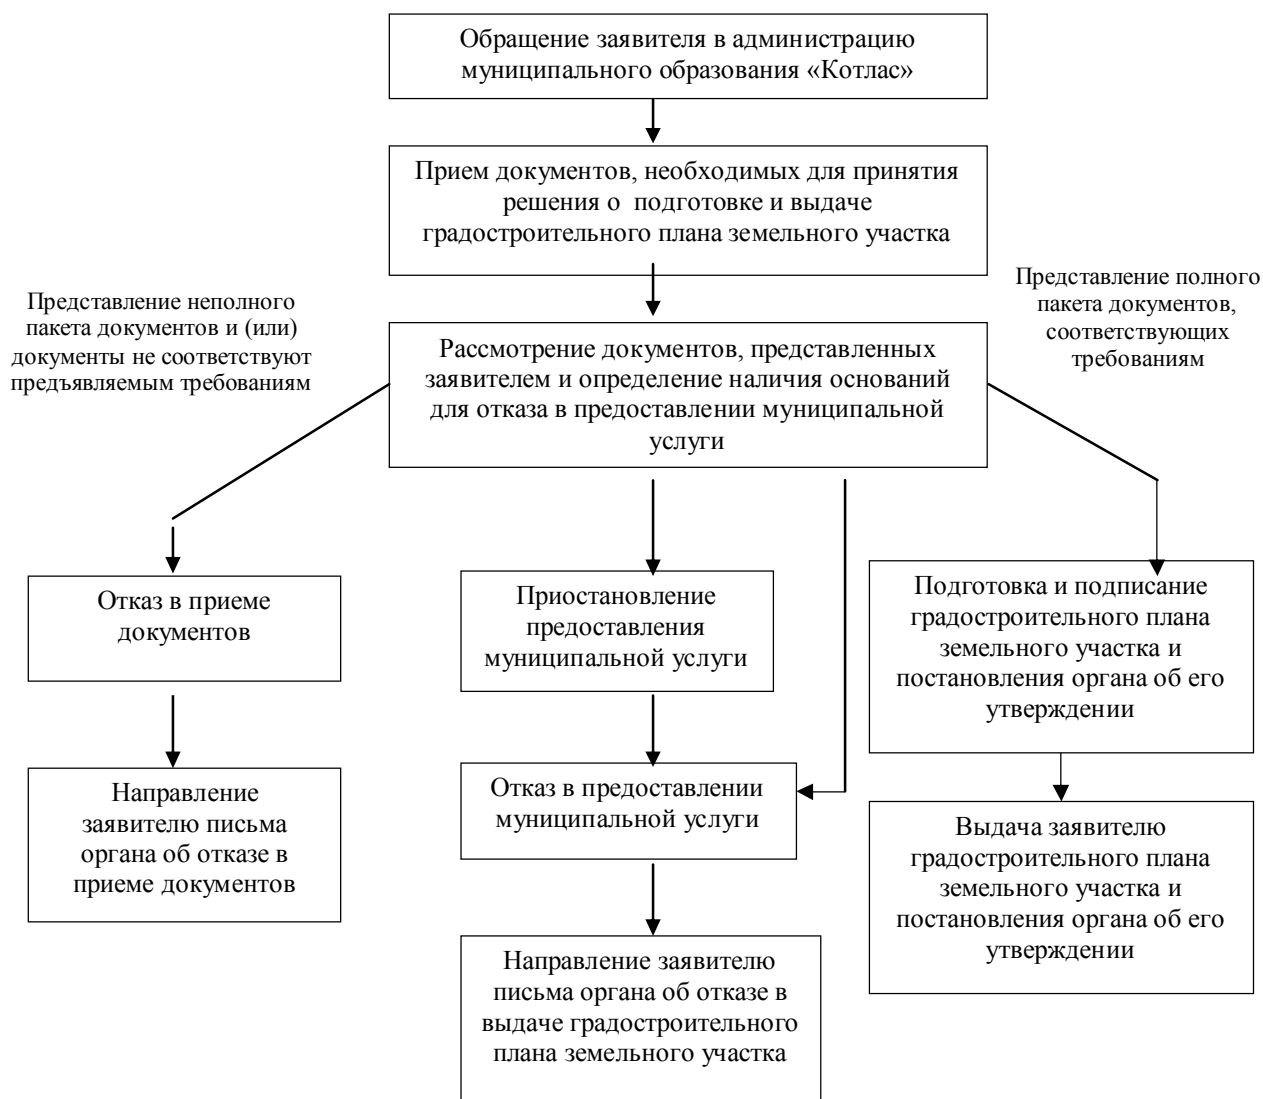 Обращение заявителя в администрацию
муниципального образования «Котлас»
Прием документов, необходимых для принятия
решения о подготовке и выдаче
градостроительного плана земельного участка
Представление неполного
пакета документов и (или)
документы не соответствуют
предъявляемым требованиям
Представление полного
пакета документов,
соответствующих
требованиям
Рассмотрение документов, представленных
заявителем и определение наличия оснований
для отказа в предоставлении муниципальной
услуги
Отказ в приеме
документов
Приостановление
предоставления
муниципальной услуги
Подготовка и подписание
градостроительного плана
земельного участка и
постановления органа об его
утверждении
Направление
заявителю письма
органа об отказе в
приеме документов
Отказ в предоставлении
муниципальной услуги
Выдача заявителю
градостроительного плана
земельного участка и
постановления органа об его
утверждении
Направление заявителю
письма органа об отказе в
выдаче градостроительного
плана земельного участка